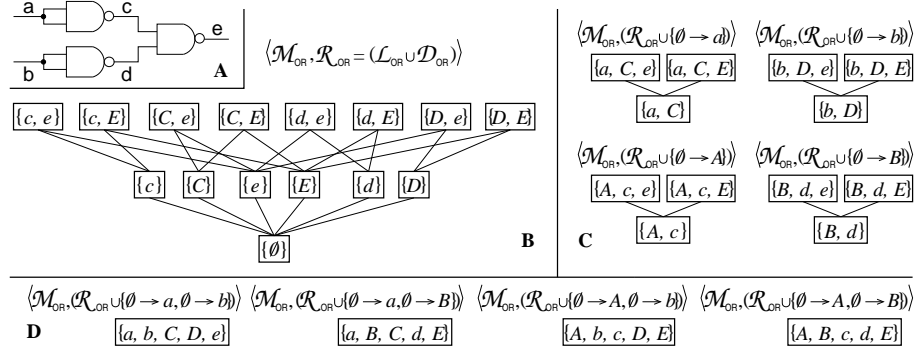 a c
e
b d
A
⟨ℳ_OR, ℛ_OR = (ℒ_OR ∪ 𝒟_OR)⟩
{c, e} {c, E} {C, e} {C, E} {d, e} {d, E} {D, e} {D, E}
{c} {C} {e} {E} {d} {D}
{∅}
B
⟨ℳ_OR, (ℛ_OR ∪ {∅ → a}⟩ ⟨ℳ_OR, (ℛ_OR ∪ {∅ → b}⟩
{a, C, e} {a, C, E} {b, D, e} {b, D, E}
{a, C} {b, D}
⟨ℳ_OR, (ℛ_OR ∪ {∅ → A})⟩ ⟨ℳ_OR, (ℛ_OR ∪ {∅ → B})⟩
{A, c, e} {A, c, E} {B, d, e} {B, d, E}
{A, c} {B, d}
C
⟨ℳ_OR, (ℛ_OR ∪ {∅ → a, ∅ → b})⟩ ⟨ℳ_OR, (ℛ_OR ∪ {∅ → a, ∅ → B})⟩ ⟨ℳ_OR, (ℛ_OR ∪ {∅ → A, ∅ → b})⟩ ⟨ℳ_OR, (ℛ_OR ∪ {∅ → A, ∅ → B})⟩
D {a, b, C, D, e} {a, B, C, d, E} {A, b, c, D, E} {A, B, c, d, E}